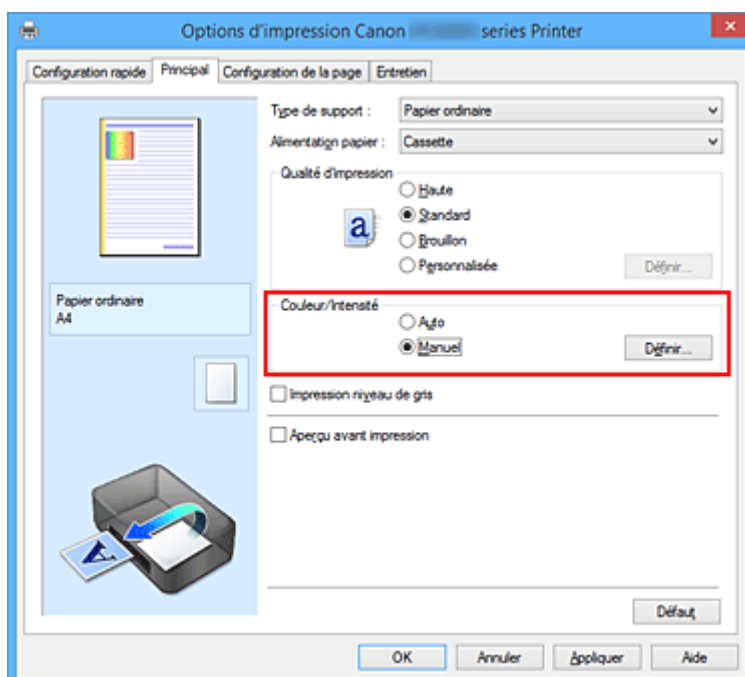 Options d'impression Canon series Printer
Configuration rapide Principal Configuration de la page Entretien
Type de support : Papier ordinaire
Alimentation papier : Cassette
Qualité d'impression
Haute
Standard
Brouillon
Personnalisée Définir...
Papier ordinaire
A4
Couleur/Intensité
Auto
Manuel Définir...
Impression niveau de gris
Aperçu avant impression
Défaut
OK Annuler Appliquer Aide